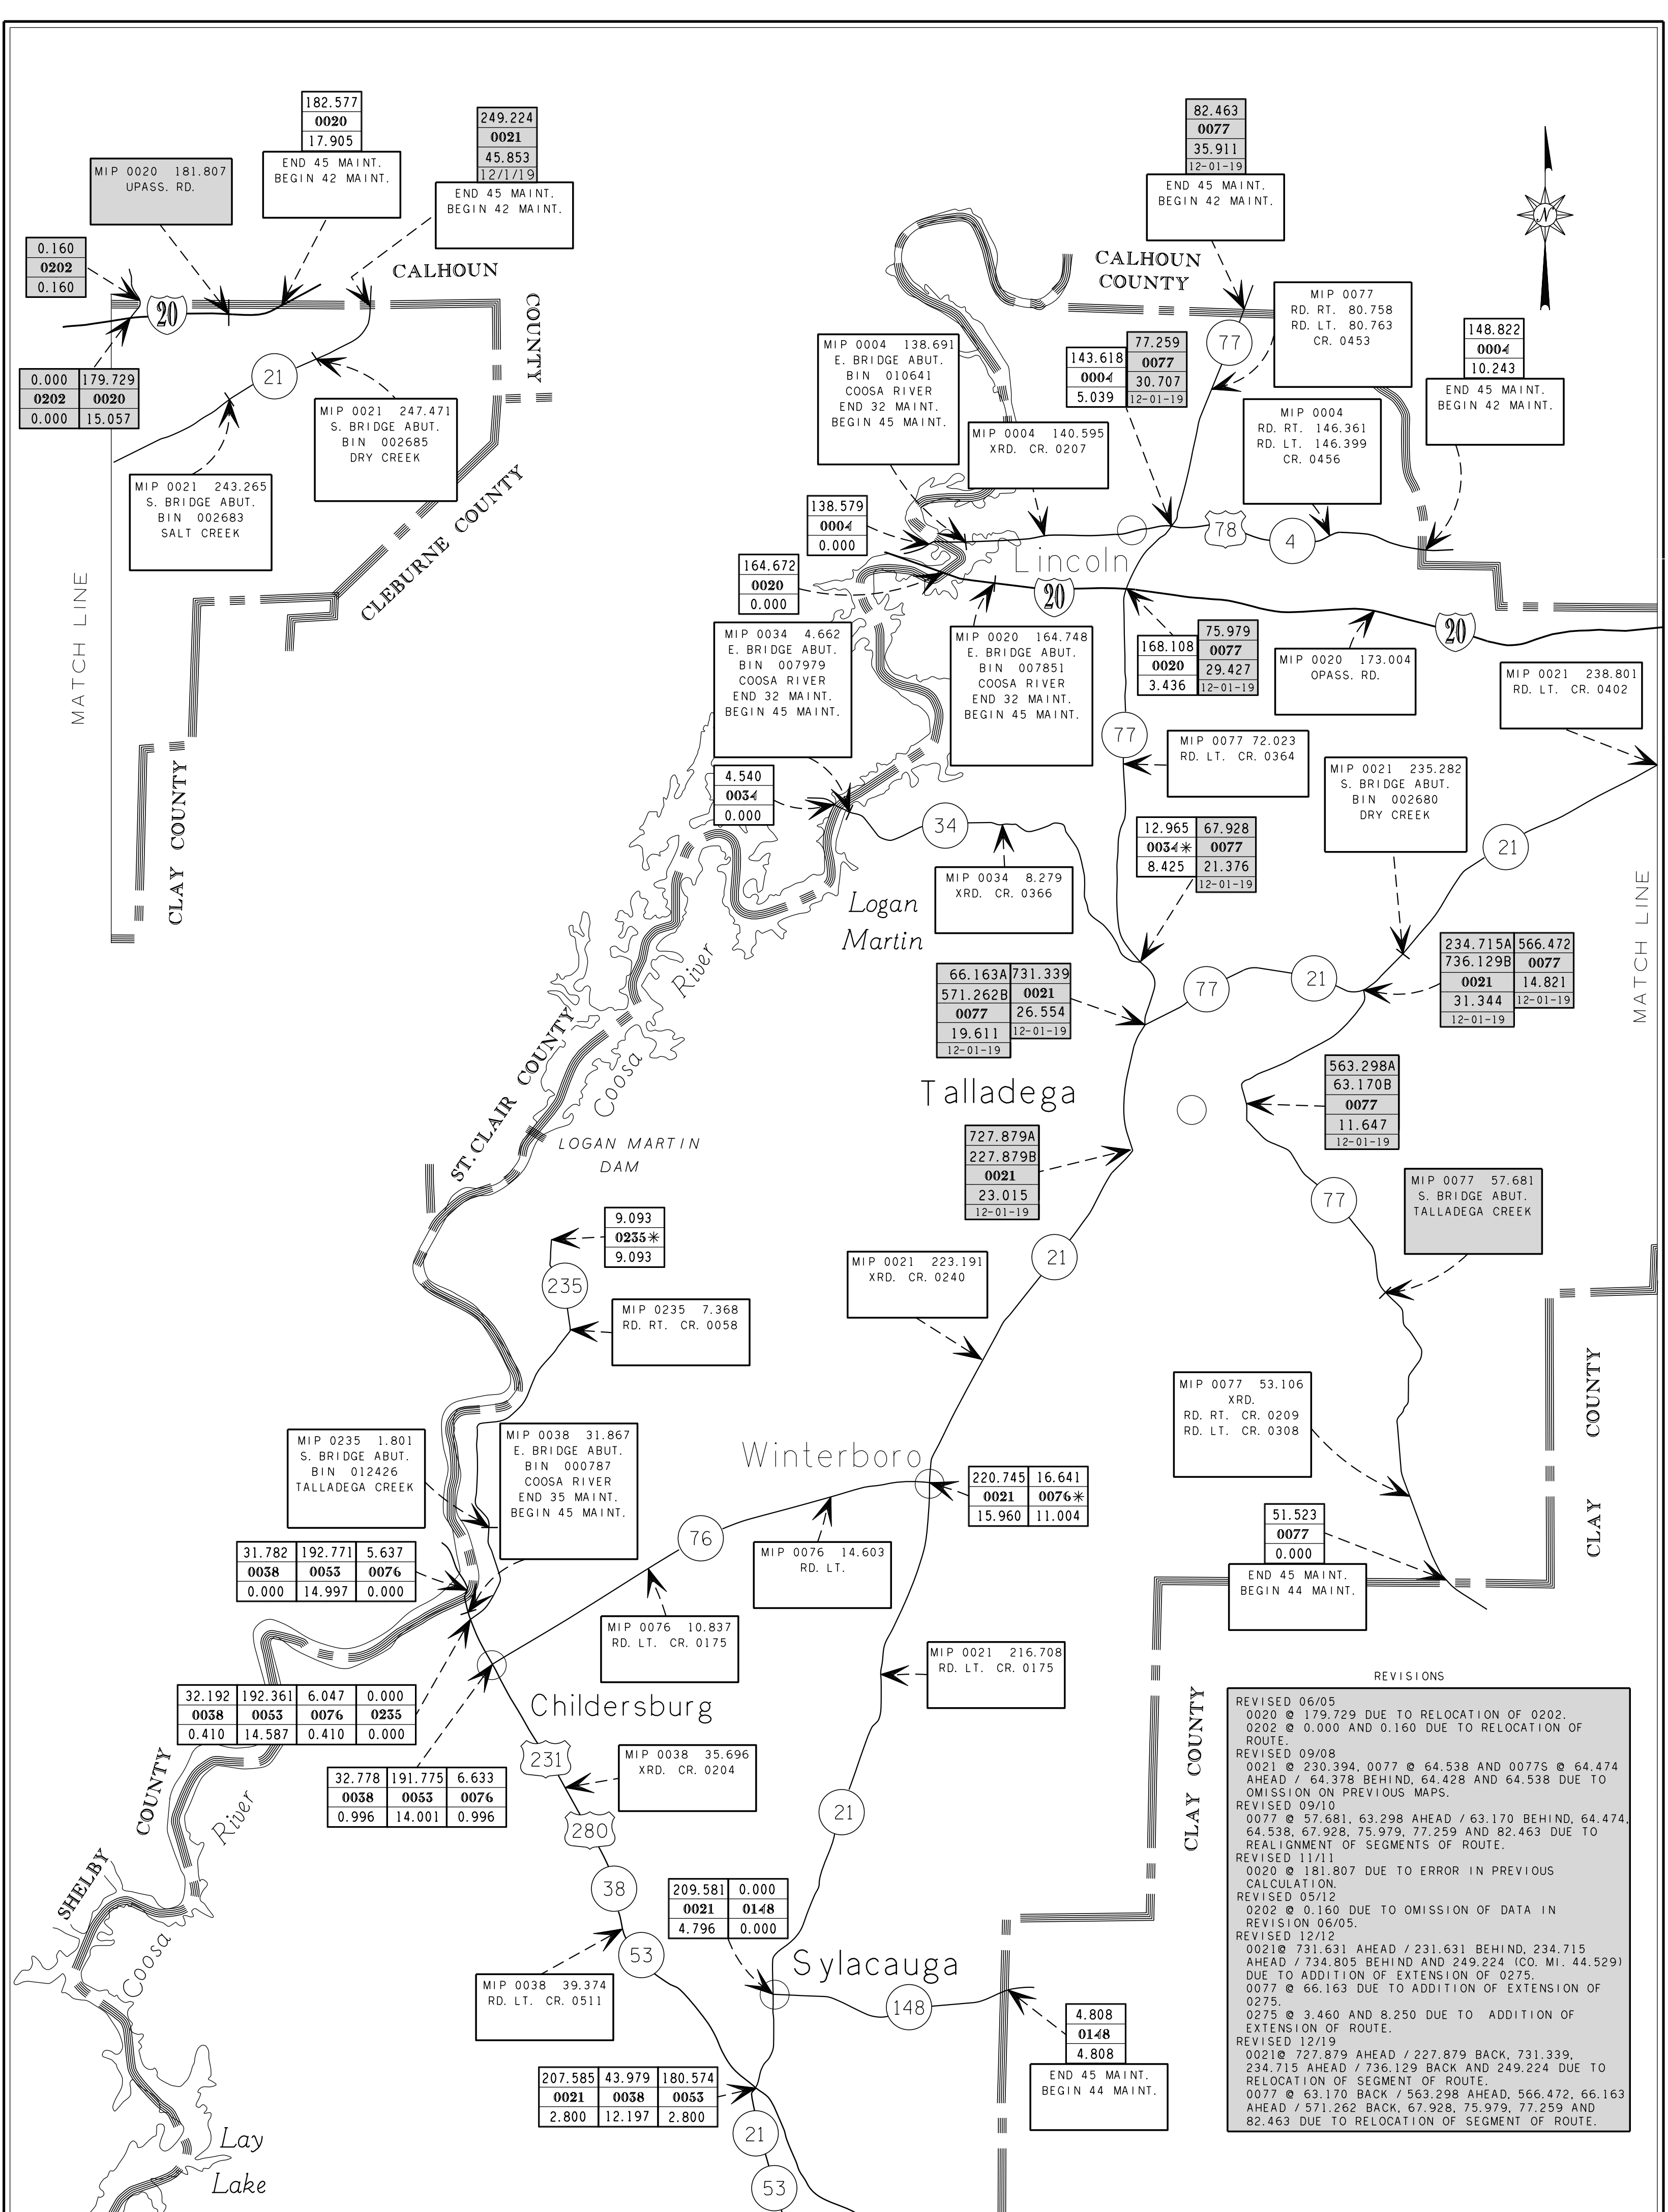 182.577
0020
17.905
END 45 MAINT.
BEGIN 42 MAINT.
249.224
0021
45.853
12/1/19
END 45 MAINT.
BEGIN 42 MAINT.
MIP 0020 181.807
UPASS. RD.
0.160
0202
0.160
20
CALHOUN
COUNTY
0.000 179.729
0202 0020
0.000 15.057
21
MIP 0021 247.471
S. BRIDGE ABUT.
BIN 002685
DRY CREEK
MIP 0021 243.265
S. BRIDGE ABUT.
BIN 002683
SALT CREEK
CLEBURNE COUNTY
MATCH LINE
CLAY COUNTY
82.463
0077
35.911
12-01-19
END 45 MAINT.
BEGIN 42 MAINT.
N
CALHOUN
COUNTY
77
MIP 0077
RD. RT. 80.758
RD. LT. 80.763
CR. 0453
148.822
0004
10.243
END 45 MAINT.
BEGIN 42 MAINT.
MIP 0004 138.691
E. BRIDGE ABUT.
BIN 010641
COOSA RIVER
END 32 MAINT.
BEGIN 45 MAINT.
143.618 77.259
0004 0077
5.039 30.707
12-01-19
MIP 0004 140.595
XRD. CR. 0207
MIP 0004
RD. RT. 146.361
RD. LT. 146.399
CR. 0456
138.579
0004
0.000
78
4
Lincoln
164.672
0020
0.000
20
20
MIP 0034 4.662
E. BRIDGE ABUT.
BIN 007979
COOSA RIVER
END 32 MAINT.
BEGIN 45 MAINT.
MIP 0020 164.748
E. BRIDGE ABUT.
BIN 007851
COOSA RIVER
END 32 MAINT.
BEGIN 45 MAINT.
168.108 75.979
0020 0077
3.436 29.427
12-01-19
MIP 0020 173.004
OPASS. RD.
MIP 0021 238.801
RD. LT. CR. 0402
77
MIP 0077 72.023
RD. LT. CR. 0364
MIP 0021 235.282
S. BRIDGE ABUT.
BIN 002680
DRY CREEK
4.540
0034
0.000
34
12.965 67.928
0034* 0077
8.425 21.376
12-01-19
21
MIP 0034 8.279
XRD. CR. 0366
Logan
Martin
MATCH LINE
66.163A 731.339
571.262B 0021
0077 26.554
19.611 12-01-19
12-01-19
77
21
234.715A 566.472
736.129B 0077
0021 14.821
31.344 12-01-19
12-01-19
River
Coosa
ST. CLAIR COUNTY
Talladega
563.298A
63.170B
0077
11.647
12-01-19
LOGAN MARTIN
DAM
727.879A
227.879B
0021
23.015
12-01-19
77
MIP 0077 57.681
S. BRIDGE ABUT.
TALLADEGA CREEK
9.093
0235*
9.093
235
MIP 0235 7.368
RD. RT. CR. 0058
21
MIP 0021 223.191
XRD. CR. 0240
MIP 0077 53.106
XRD.
RD. RT. CR. 0209
RD. LT. CR. 0308
CLAY COUNTY
MIP 0235 1.801
S. BRIDGE ABUT.
BIN 012426
TALLADEGA CREEK
MIP 0038 31.867
E. BRIDGE ABUT.
BIN 000787
COOSA RIVER
END 35 MAINT.
BEGIN 45 MAINT.
Winterboro
220.745 16.641
0021 0076*
15.960 11.004
51.523
0077
0.000
END 45 MAINT.
BEGIN 44 MAINT.
76
MIP 0076 14.603
RD. LT.
31.782 192.771 5.637
0038 0053 0076
0.000 14.997 0.000
MIP 0076 10.837
RD. LT. CR. 0175
MIP 0021 216.708
RD. LT. CR. 0175
32.192 192.361 6.047 0.000
0038 0053 0076 0235
0.410 14.587 0.410 0.000
Childersburg
CLAY COUNTY
231
MIP 0038 35.696
XRD. CR. 0204
32.778 191.775 6.633
0038 0053 0076
0.996 14.001 0.996
SHELBY
COUNTY
River
Coosa
280
21
38
209.581 0.000
0021 0148
4.796 0.000
53
Sylacauga
MIP 0038 39.374
RD. LT. CR. 0511
148
4.808
0148
4.808
END 45 MAINT.
BEGIN 44 MAINT.
207.585 43.979 180.574
0021 0038 0053
2.800 12.197 2.800
21
53
Lay
Lake
REVISIONS
REVISED 06/05
0020 @ 179.729 DUE TO RELOCATION OF 0202.
0202 @ 0.000 AND 0.160 DUE TO RELOCATION OF
ROUTE.
REVISED 09/08
0021 @ 230.394, 0077 @ 64.538 AND 0077S @ 64.474
AHEAD / 64.378 BEHIND, 64.428 AND 64.538 DUE TO
OMISSION ON PREVIOUS MAPS.
REVISED 09/10
0077 @ 57.681, 63.298 AHEAD / 63.170 BEHIND, 64.474,
64.538, 67.928, 75.979, 77.259 AND 82.463 DUE TO
REALIGNMENT OF SEGMENTS OF ROUTE.
REVISED 11/11
0020 @ 181.807 DUE TO ERROR IN PREVIOUS
CALCULATION.
REVISED 05/12
0202 @ 0.160 DUE TO OMISSION OF DATA IN
REVISION 06/05.
REVISED 12/12
0021@ 731.631 AHEAD / 231.631 BEHIND, 234.715
AHEAD / 734.805 BEHIND AND 249.224 (CO. MI. 44.529)
DUE TO ADDITION OF EXTENSION OF 0275.
0077 @ 66.163 DUE TO ADDITION OF EXTENSION OF
0275.
0275 @ 3.460 AND 8.250 DUE TO ADDITION OF
EXTENSION OF ROUTE.
REVISED 12/19
0021@ 727.879 AHEAD / 227.879 BACK, 731.339,
234.715 AHEAD / 736.129 BACK AND 249.224 DUE TO
RELOCATION OF SEGMENT OF ROUTE.
0077 @ 63.170 BACK / 563.298 AHEAD, 566.472, 66.163
AHEAD / 571.262 BACK, 67.928, 75.979, 77.259 AND
82.463 DUE TO RELOCATION OF SEGMENT OF ROUTE.